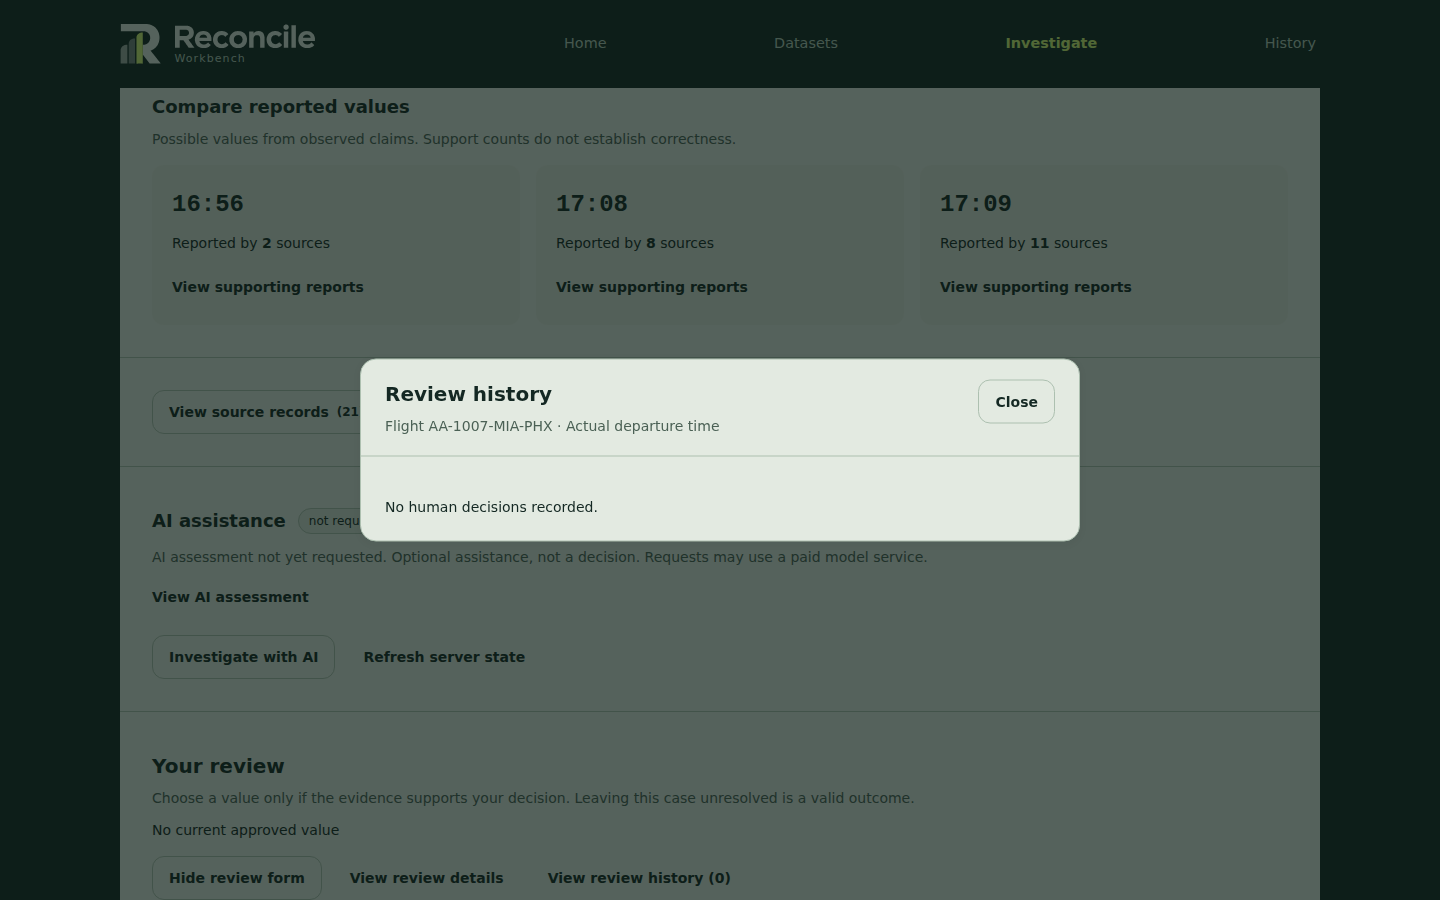 Reconcile
Workbench
Home
Datasets
Investigate
History
Compare reported values
Possible values from observed claims. Support counts do not establish correctness.
16:56
17:08
17:09
Reported by 2 sources
Reported by 8 sources
Reported by 11 sources
View supporting reports
View supporting reports
View supporting reports
Review history
Close
Flight AA-1007-MIA-PHX · Actual departure time
No human decisions recorded.
View source records (21
AI assistance
not requ
AI assessment not yet requested. Optional assistance, not a decision. Requests may use a paid model service.
View AI assessment
Investigate with AI
Refresh server state
Your review
Choose a value only if the evidence supports your decision. Leaving this case unresolved is a valid outcome.
No current approved value
Hide review form
View review details
View review history (0)